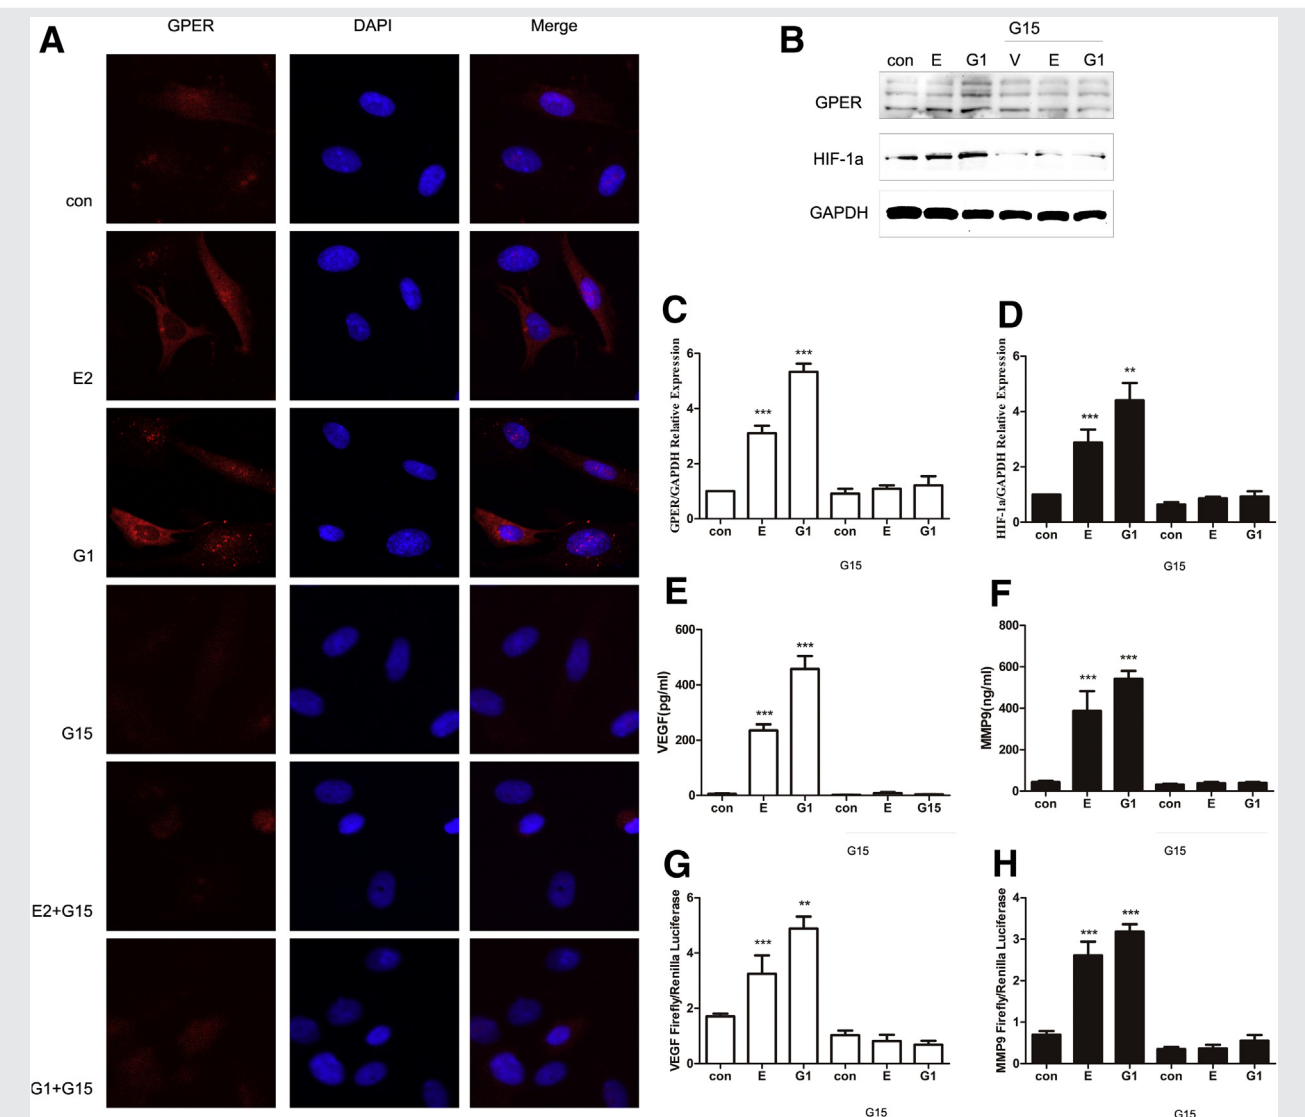 A
GPER DAPI Merge
con
E2
G1
G15
E2+G15
G1+G15
B
G15
con E G1 V E G1
GPER
HIF-1a
GAPDH
C
GPER/GAPDH Relative Expression
6
4
2
0
***
***
con E G1 con E G1
G15
D
HIF-1a/GAPDH Relative Expression
6
4
2
0
***
**
con E G1 con E G1
G15
E
VEGF(pg/ml)
600
400
200
0
***
***
con E G1 con E G15
G15
F
MMP9(ng/ml)
800
600
400
200
0
***
***
con E G1 con E G1
G15
G
VEGF Firefly/Renilla Luciferase
6
4
2
0
***
**
con E G1 con E G1
G15
H
MMP9 Firefly/Renilla Luciferase
4
3
2
1
0
***
***
con E G1 con E G1
G15